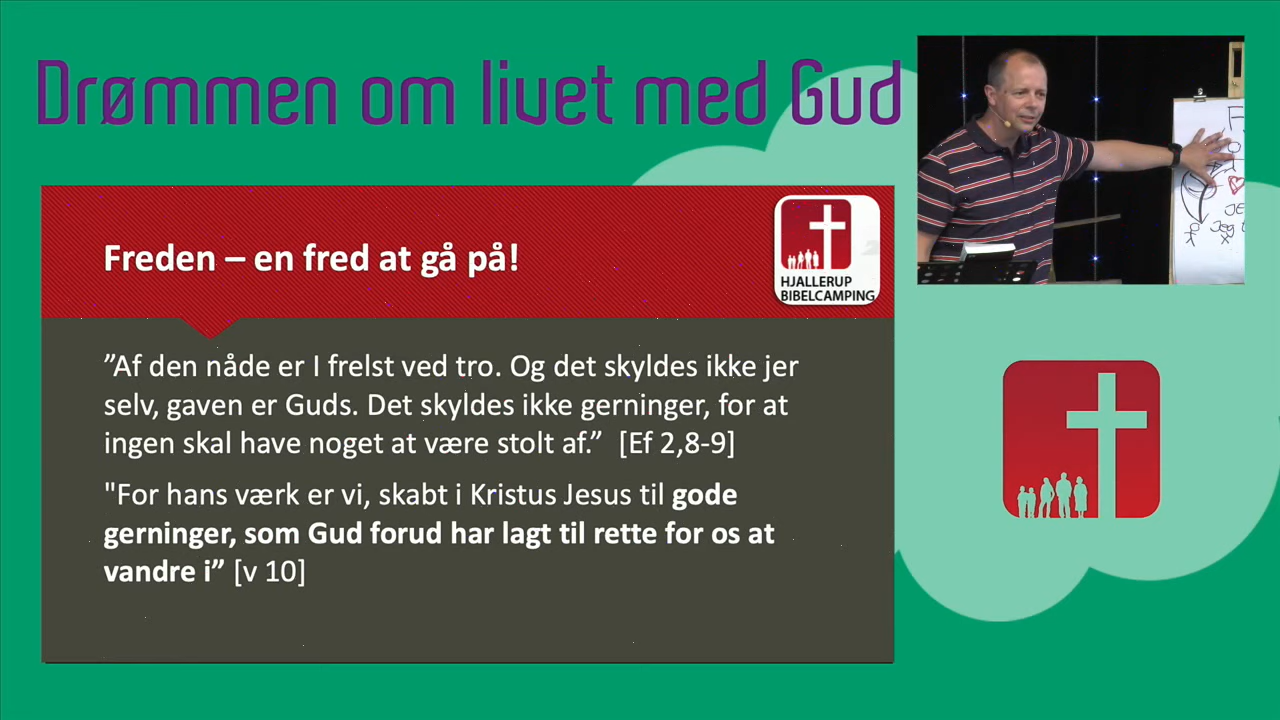 Drømmen om livet med Gud
Freden – en fred at gå på!
HJALLERUP
BIBELCAMPING
”Af den nåde er I frelst ved tro. Og det skyldes ikke jer
selv, gaven er Guds. Det skyldes ikke gerninger, for at
ingen skal have noget at være stolt af.” [Ef 2,8-9]
"For hans værk er vi, skabt i Kristus Jesus til gode
gerninger, som Gud forud har lagt til rette for os at
vandre i” [v 10]